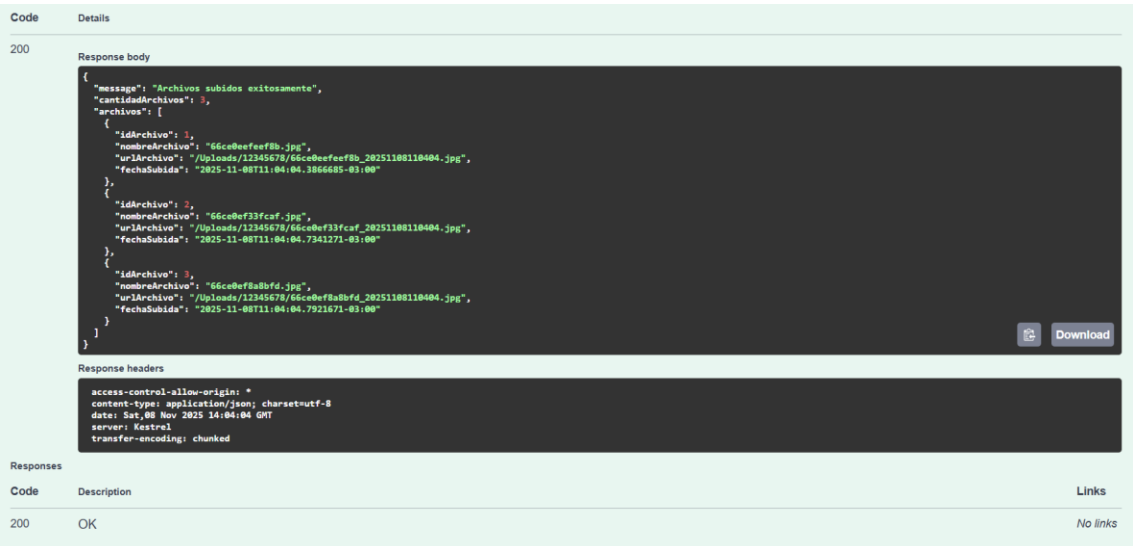 Code Details
200
Response body
{
"message": "Archivos subidos exitosamente",
"cantidadArchivos": 3,
"archivos": [
{
"idArchivo": 1,
"nombreArchivo": "66ce0eefeef8b.jpg",
"urlArchivo": "/Uploads/12345678/66ce0eefeef8b_20251108110404.jpg",
"fechaSubida": "2025-11-08T11:04:04.3866685-03:00"
},
{
"idArchivo": 2,
"nombreArchivo": "66ce0ef33fcaf.jpg",
"urlArchivo": "/Uploads/12345678/66ce0ef33fcaf_20251108110404.jpg",
"fechaSubida": "2025-11-08T11:04:04.7341271-03:00"
},
{
"idArchivo": 3,
"nombreArchivo": "66ce0ef8a8bfd.jpg",
"urlArchivo": "/Uploads/12345678/66ce0ef8a8bfd_20251108110404.jpg",
"fechaSubida": "2025-11-08T11:04:04.7921671-03:00"
}
]
}
Download
Response headers
access-control-allow-origin: *
content-type: application/json; charset=utf-8
date: Sat,08 Nov 2025 14:04:04 GMT
server: Kestrel
transfer-encoding: chunked
Responses
Code Description Links
200 OK No links